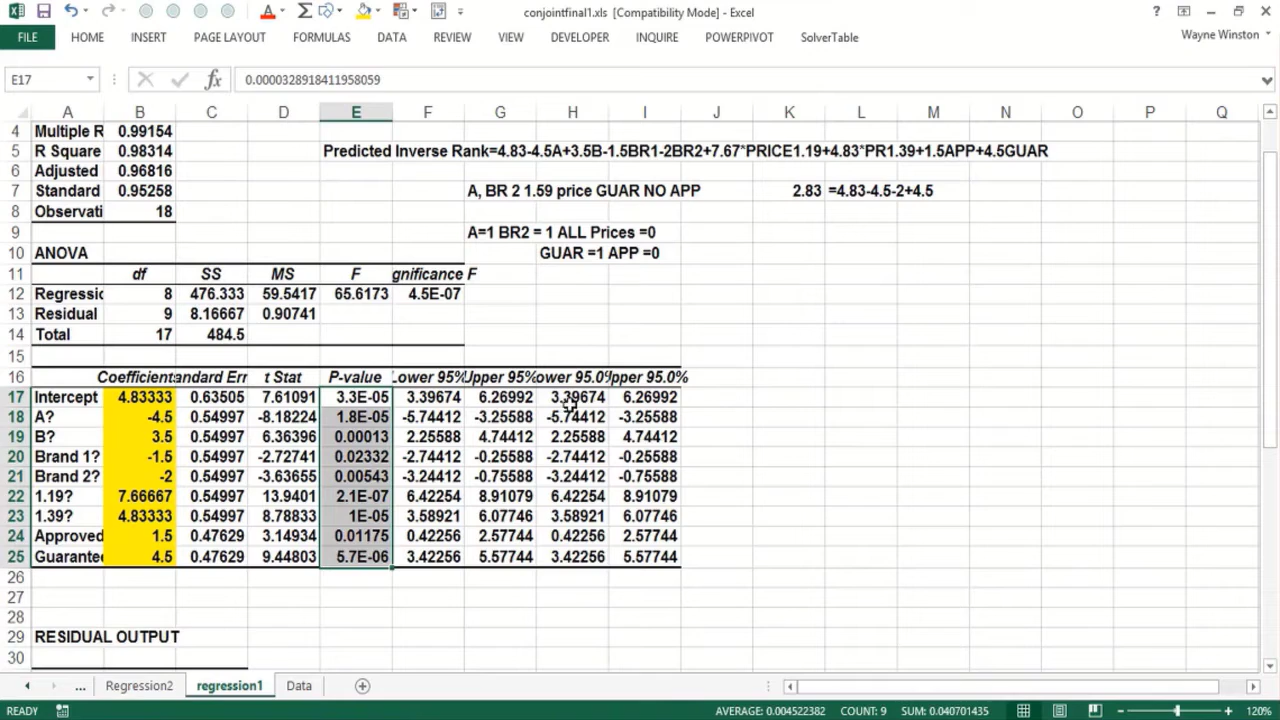 conjointfinal1.xls [Compatibility Mode] - Excel
FILE HOME INSERT PAGE LAYOUT FORMULAS DATA REVIEW VIEW DEVELOPER INQUIRE POWERPIVOT SolverTable Wayne Winston
E17 fx 0.0000328918411958059
A B C D E F G H I J K L M N O P Q
4 Multiple R 0.99154
5 R Square 0.98314 Predicted Inverse Rank=4.83-4.5A+3.5B-1.5BR1-2BR2+7.67*PRICE1.19+4.83*PR1.39+1.5APP+4.5GUAR
6 Adjusted 0.96816
7 Standard 0.95258 A, BR 2 1.59 price GUAR NO APP 2.83 =4.83-4.5-2+4.5
8 Observati 18
9 A=1 BR2 = 1 ALL Prices =0
10 ANOVA GUAR =1 APP =0
11 df SS MS F gnificance F
12 Regressic 8 476.333 59.5417 65.6173 4.5E-07
13 Residual 9 8.16667 0.90741
14 Total 17 484.5
15
16 Coefficients andard Err t Stat P-value Lower 95% Upper 95% ower 95.0% pper 95.0%
17 Intercept 4.83333 0.63505 7.61091 3.3E-05 3.39674 6.26992 3.39674 6.26992
18 A? -4.5 0.54997 -8.18224 1.8E-05 -5.74412 -3.25588 -5.74412 -3.25588
19 B? 3.5 0.54997 6.36396 0.00013 2.25588 4.74412 2.25588 4.74412
20 Brand 1? -1.5 0.54997 -2.72741 0.02332 -2.74412 -0.25588 -2.74412 -0.25588
21 Brand 2? -2 0.54997 -3.63655 0.00543 -3.24412 -0.75588 -3.24412 -0.75588
22 1.19? 7.66667 0.54997 13.9401 2.1E-07 6.42254 8.91079 6.42254 8.91079
23 1.39? 4.83333 0.54997 8.78833 1E-05 3.58921 6.07746 3.58921 6.07746
24 Approved 1.5 0.47629 3.14934 0.01175 0.42256 2.57744 0.42256 2.57744
25 Guarantee 4.5 0.47629 9.44803 5.7E-06 3.42256 5.57744 3.42256 5.57744
26
27
28
29 RESIDUAL OUTPUT
30
... Regression2 regression1 Data
READY AVERAGE: 0.004522382 COUNT: 9 SUM: 0.040701435 120%